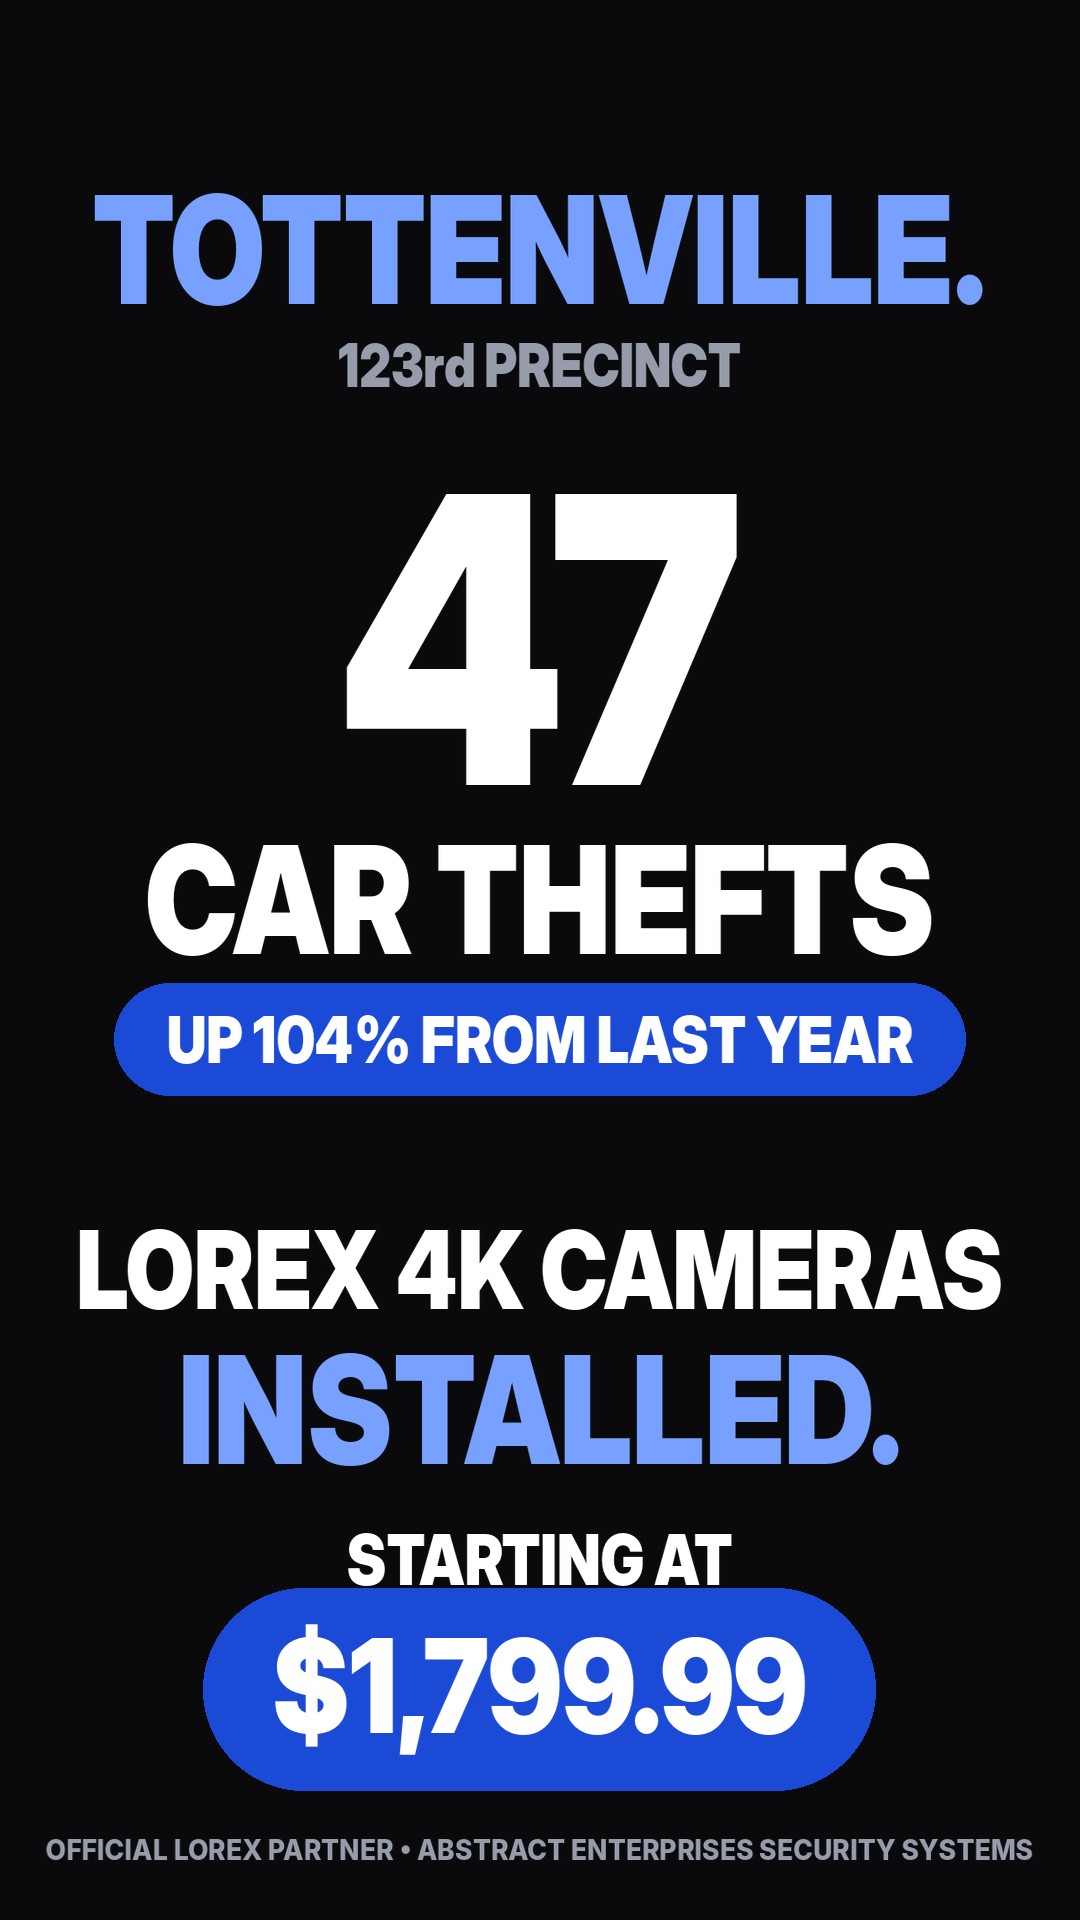 TOTTENVILLE.
123rd PRECINCT
47
CAR THEFTS
UP 104% FROM LAST YEAR
LOREX 4K CAMERAS
INSTALLED.
STARTING AT
$1,799.99
OFFICIAL LOREX PARTNER • ABSTRACT ENTERPRISES SECURITY SYSTEMS